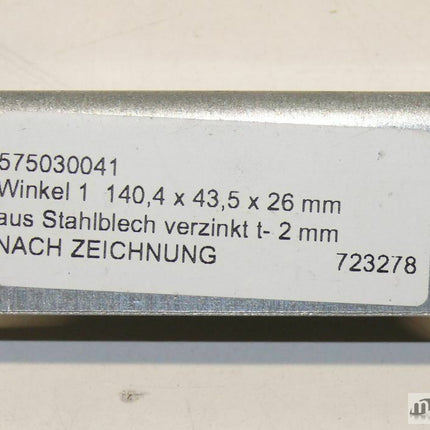 575030041
Winkel 1 140,4 x 43,5 x 26 mm
aus Stahlblech verzinkt t- 2 mm
NACH ZEICHNUNG 723278